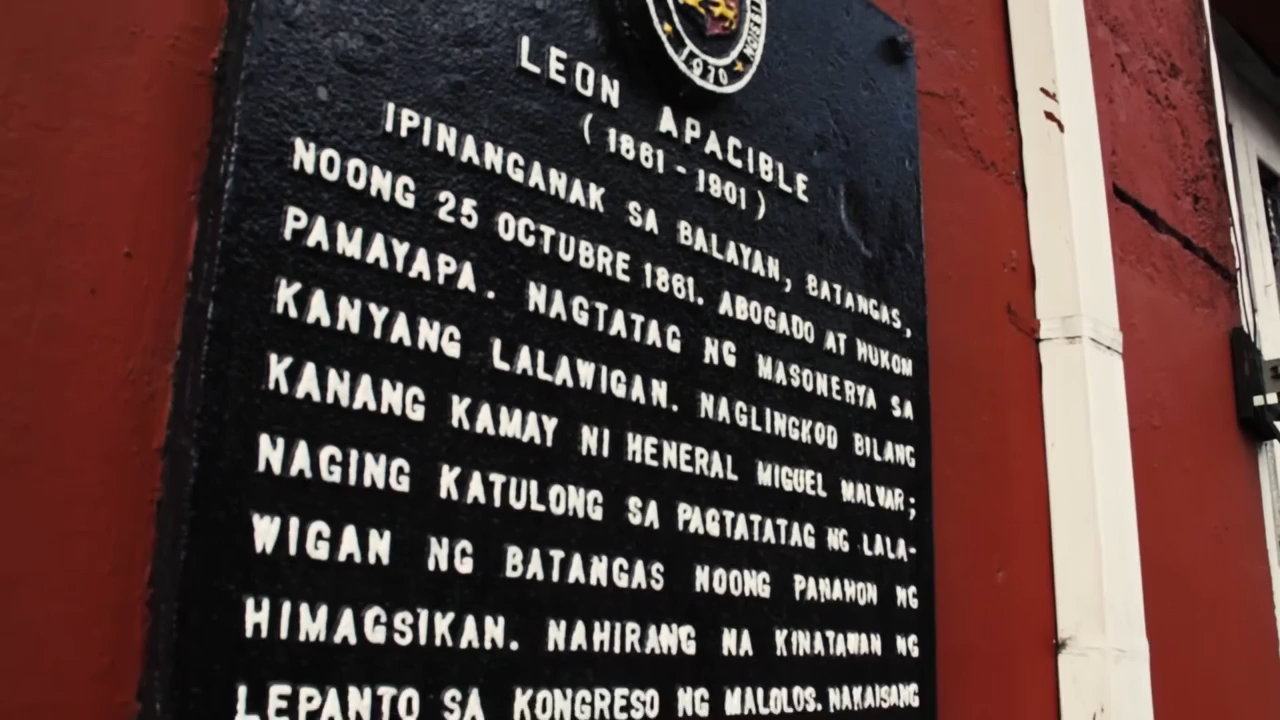 1970
LEON APACIBLE
( 1861 - 1901 )
IPINANGANAK SA BALAYAN, BATANGAS,
NOONG 25 OCTUBRE 1861. ABOGADO AT HUKOM
PAMAYAPA. NAGTATAG NG MASONERYA SA
KANYANG LALAWIGAN. NAGLINGKOD BILANG
KANANG KAMAY NI HENERAL MIGUEL MALVAR;
NAGING KATULONG SA PAGTATATAG NG LALA-
WIGAN NG BATANGAS NOONG PANAHON NG
HIMAGSIKAN. NAHIRANG NA KINATAWAN NG
LEPANTO SA KONGRESO NG MALOLOS. NAKAISANG